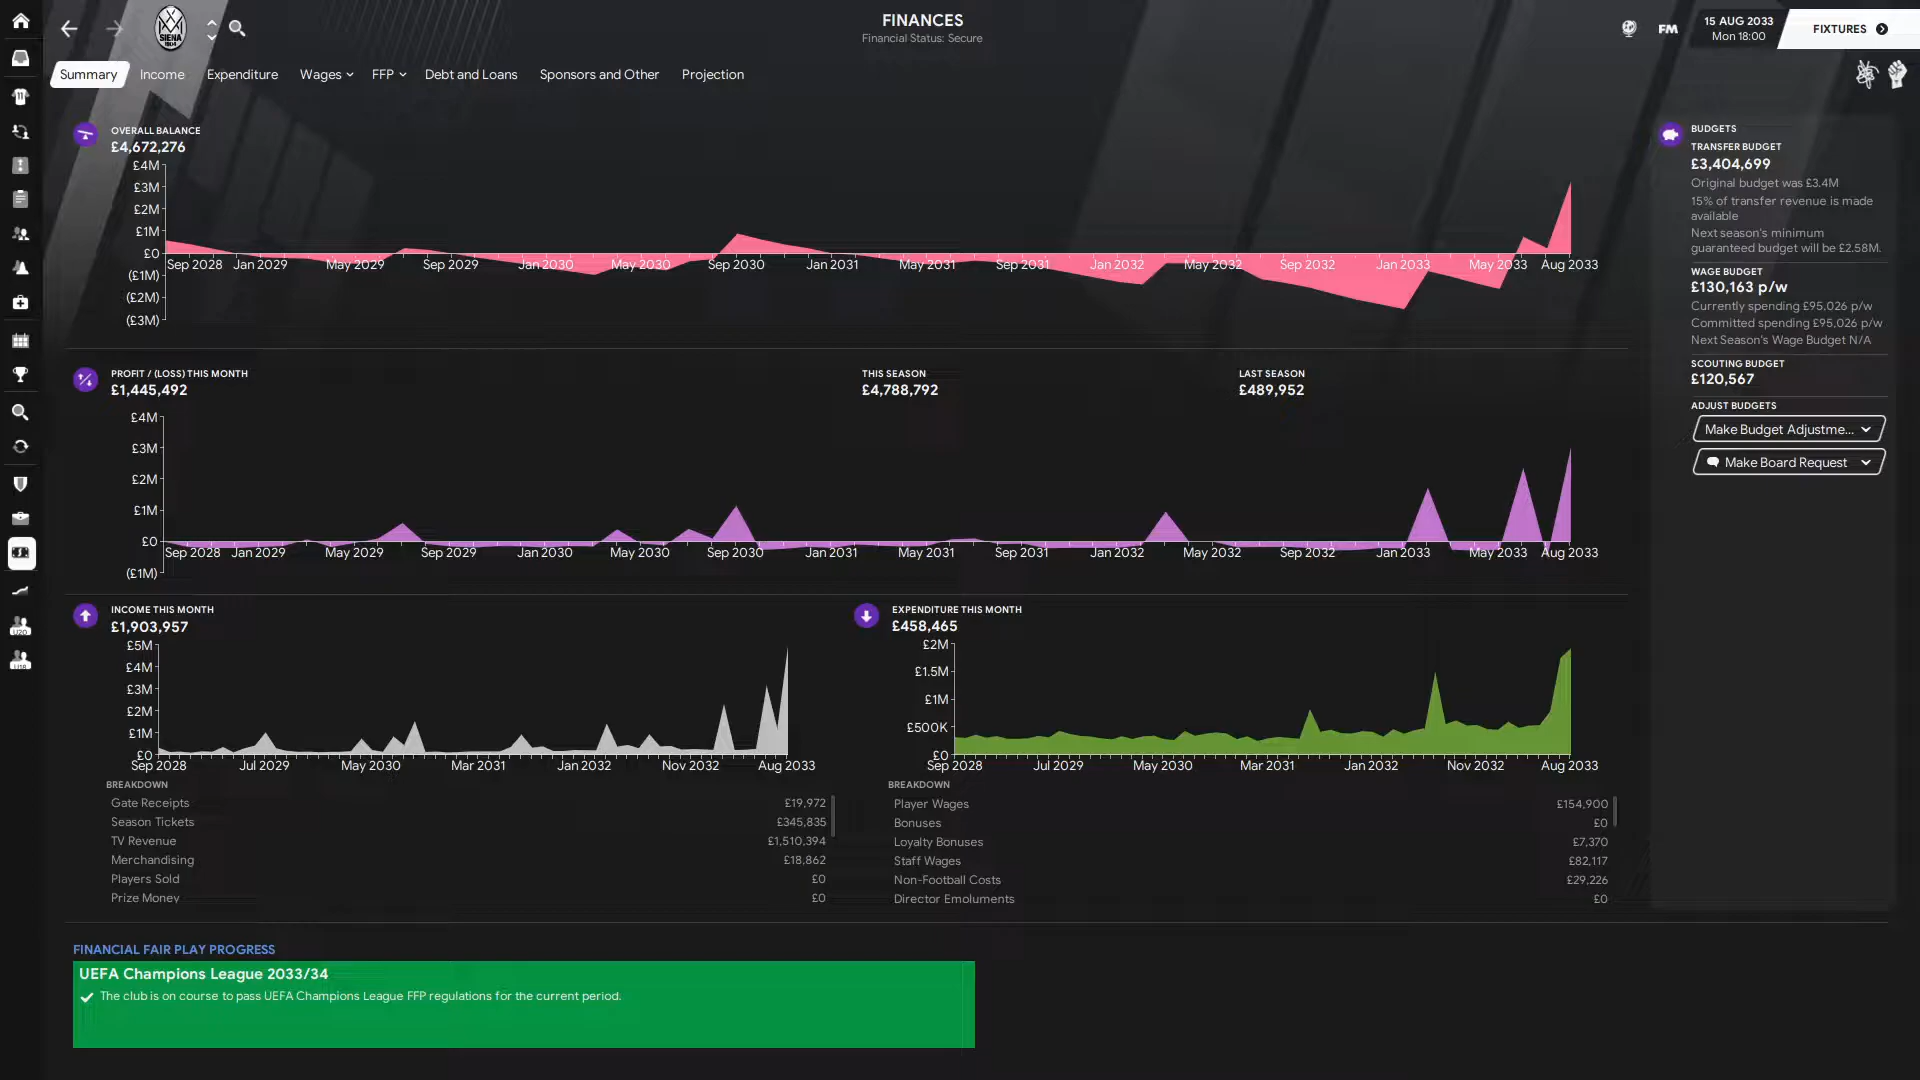 FINANCES
Financial Status: Secure
SIENA
1904
FM
15 AUG 2033
Mon 18:00
FIXTURES
Summary
Income
Expenditure
Wages
FFP
Debt and Loans
Sponsors and Other
Projection
OVERALL BALANCE
£4,672,276
£4M
£3M
£2M
£1M
£0
(£1M)
(£2M)
(£3M)
Sep 2028 Jan 2029 May 2029 Sep 2029 Jan 2030 May 2030 Sep 2030 Jan 2031 May 2031 Sep 2031 Jan 2032 May 2032 Sep 2032 Jan 2033 May 2033 Aug 2033
PROFIT / (LOSS) THIS MONTH
£1,445,492
THIS SEASON
£4,788,792
LAST SEASON
£489,952
£4M
£3M
£2M
£1M
£0
(£1M)
Sep 2028 Jan 2029 May 2029 Sep 2029 Jan 2030 May 2030 Sep 2030 Jan 2031 May 2031 Sep 2031 Jan 2032 May 2032 Sep 2032 Jan 2033 May 2033 Aug 2033
INCOME THIS MONTH
£1,903,957
£5M
£4M
£3M
£2M
£1M
£0
Sep 2028 Jul 2029 May 2030 Mar 2031 Jan 2032 Nov 2032 Aug 2033
BREAKDOWN
Gate Receipts £19,972
Season Tickets £345,835
TV Revenue £1,510,394
Merchandising £18,862
Players Sold £0
Prize Money £0
EXPENDITURE THIS MONTH
£458,465
£2M
£1.5M
£1M
£500K
£0
Sep 2028 Jul 2029 May 2030 Mar 2031 Jan 2032 Nov 2032 Aug 2033
BREAKDOWN
Player Wages £154,900
Bonuses £0
Loyalty Bonuses £7,370
Staff Wages £82,117
Non-Football Costs £29,226
Director Emoluments £0
BUDGETS
TRANSFER BUDGET
£3,404,699
Original budget was £3.4M
15% of transfer revenue is made
available
Next season's minimum
guaranteed budget will be £2.58M.
WAGE BUDGET
£130,163 p/w
Currently spending £95,026 p/w
Committed spending £95,026 p/w
Next Season's Wage Budget N/A
SCOUTING BUDGET
£120,567
ADJUST BUDGETS
Make Budget Adjustme...
Make Board Request
FINANCIAL FAIR PLAY PROGRESS
UEFA Champions League 2033/34
The club is on course to pass UEFA Champions League FFP regulations for the current period.
U20
U18